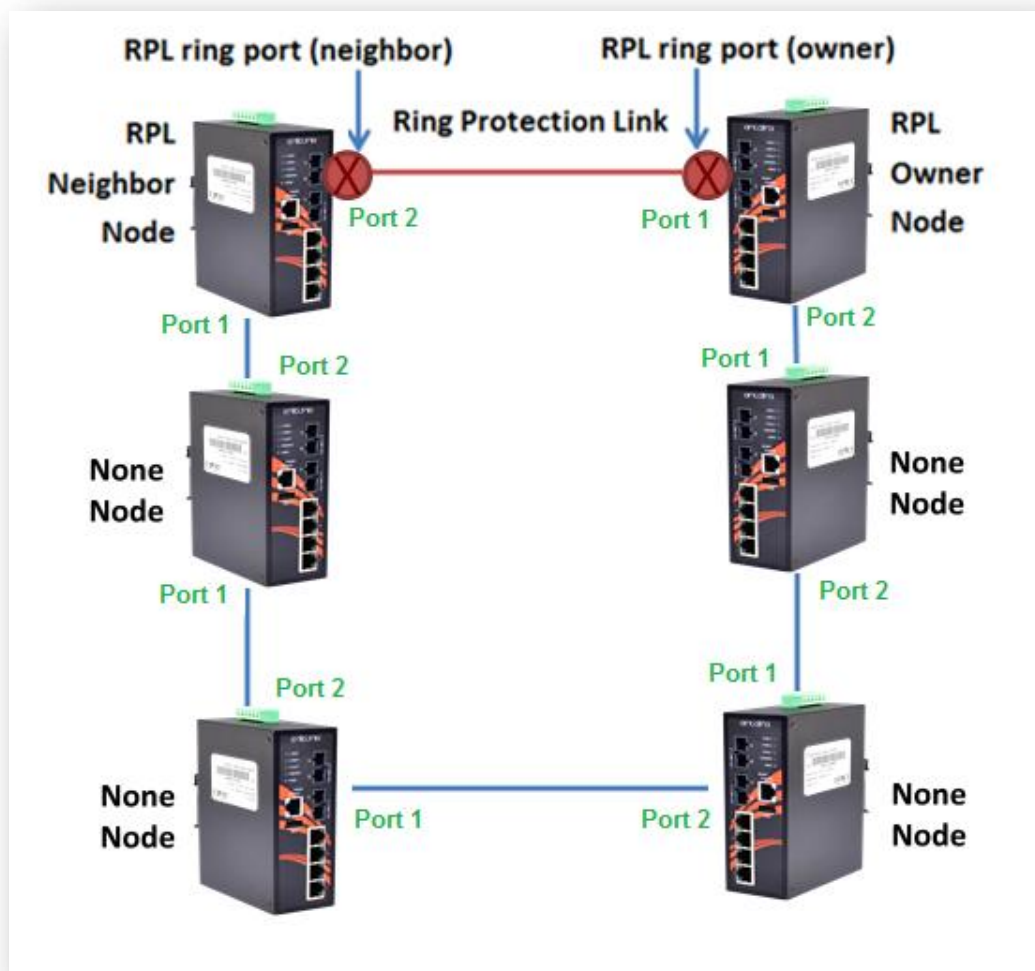 RPL ring port (neighbor)
RPL ring port (owner)
Ring Protection Link
RPL
Neighbor
Node
RPL
Owner
Node
Port 2
Port 1
Port 1
Port 2
Port 2
Port 1
None
Node
None
Node
Port 1
Port 2
Port 2
Port 1
None
Node
None
Node
Port 1
Port 2